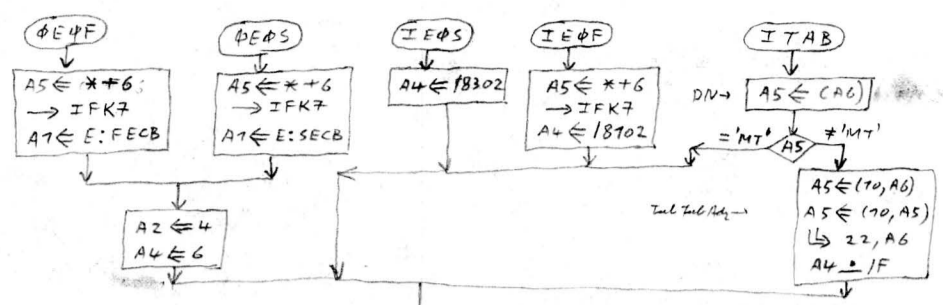 ΦEΦF
A5 ⇐ *+6;
→ IFK7
A1 ⇐ E:FECB
ΦEΦS
A5 ⇐ *+6
→ IFK7
A1 ⇐ E:SECB
A2 ⇐ 4
A4 ⇐ 6
IEΦS
A4 ⇐ /8302
IEΦF
A5 ⇐ *+6
→ IFK7
A4 ⇐ /8102
ITAB
DN→
A5 ⇐ (A6)
='MT'
A5
≠'MT'
A5 ⇐ (10,A6)
A5 ⇐ (10,A5)
↳ 22,A6
A4 ∸ /F